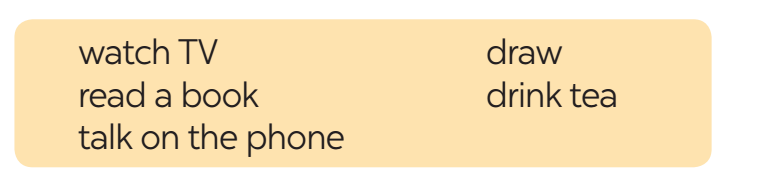 watch TV
read a book
talk on the phone
draw
drink tea